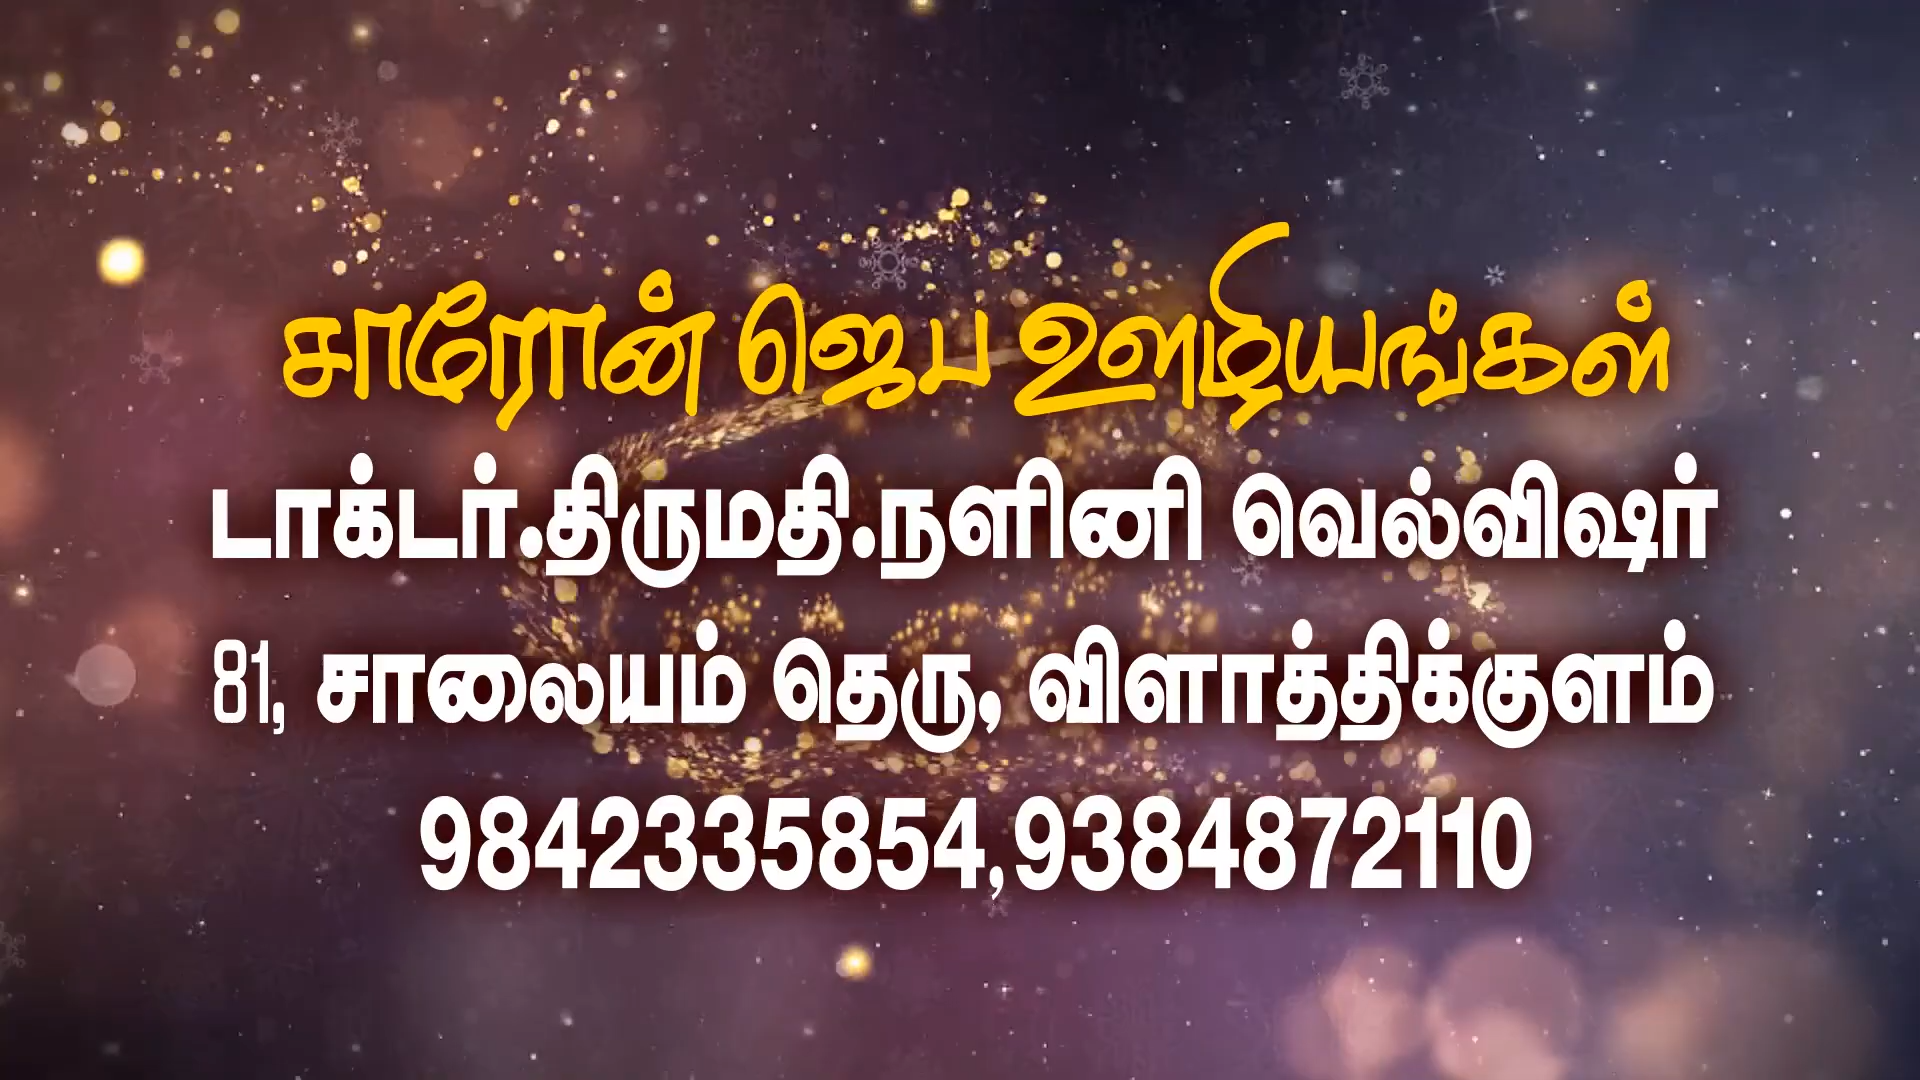 சாரோன் ஜெப ஊழியங்கள்
டாக்டர்.திருமதி.நளினி வெல்விஷர்
81, சாலையம் தெரு, விளாத்திக்குளம்
9842335854,9384872110